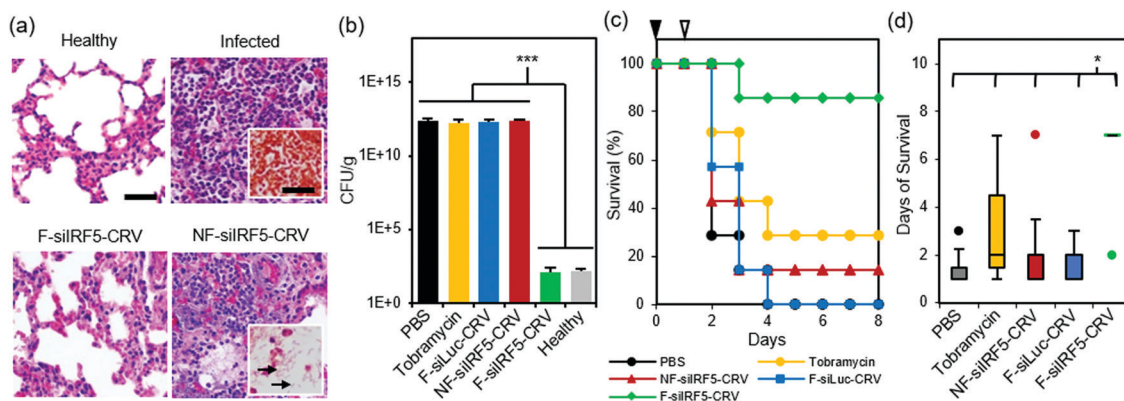 (a)
Healthy
Infected
F-siIRF5-CRV
NF-siIRF5-CRV
(b)
CFU/g
1E+15
1E+10
1E+5
1E+0
***
PBS
Tobramycin
F-siLuc-CRV
NF-siIRF5-CRV
F-siIRF5-CRV
Healthy
(c)
Survival (%)
100
80
60
40
20
0
0
2
4
6
8
Days
PBS
Tobramycin
NF-siIRF5-CRV
F-siLuc-CRV
F-siIRF5-CRV
(d)
Days of Survival
10
8
6
4
2
0
*
PBS
Tobramycin
NF-siIRF5-CRV
F-siLuc-CRV
F-siIRF5-CRV